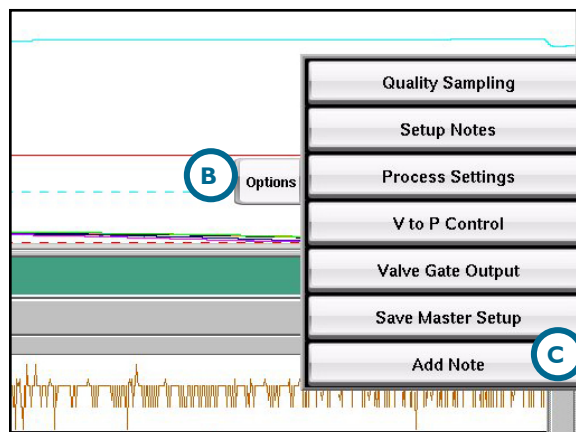 Quality Sampling
Setup Notes
B
Options
Process Settings
V to P Control
Valve Gate Output
Save Master Setup
Add Note
C